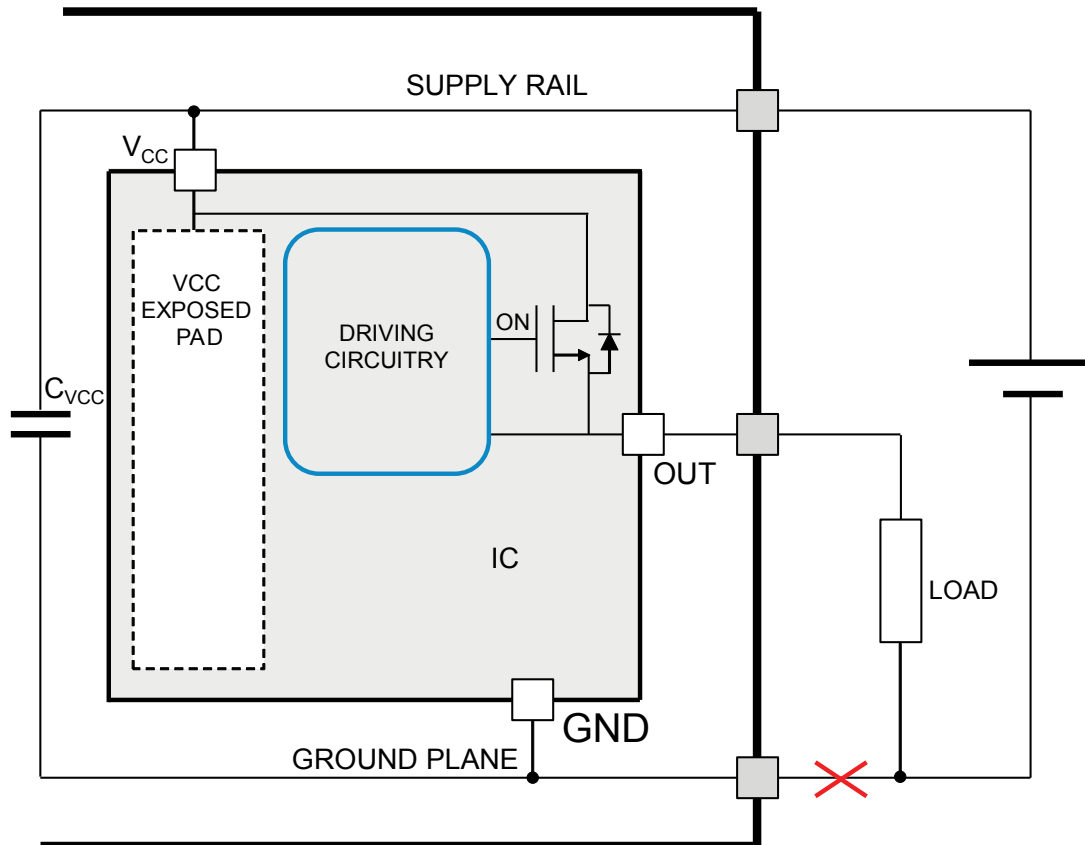 SUPPLY RAIL
VCC
VCC
EXPOSED
PAD
DRIVING
CIRCUITRY
ON
CVCC
OUT
IC
LOAD
GND
GROUND PLANE